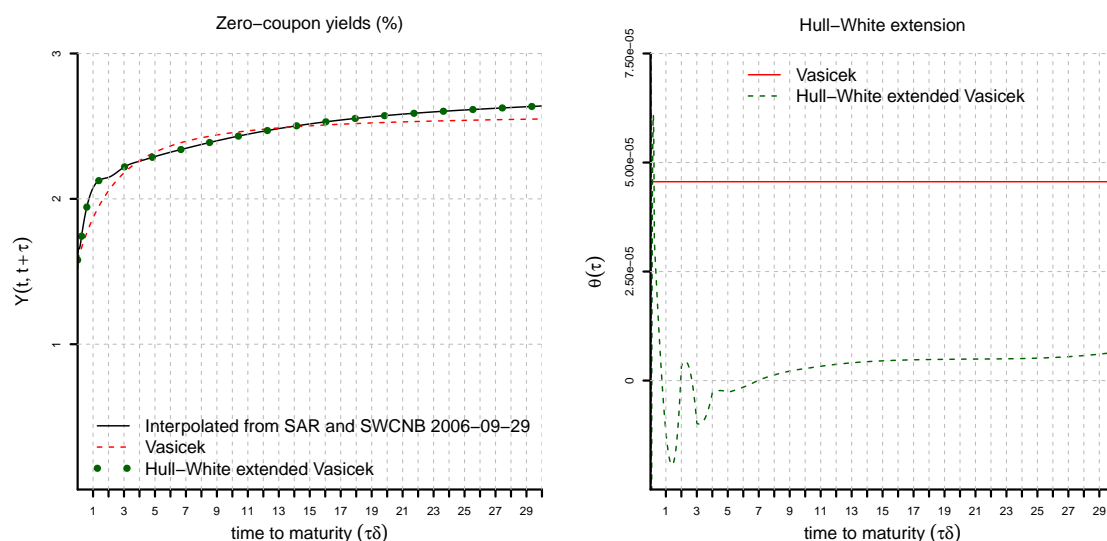 Zero−coupon yields (%)
3
2
1
Y(t, t + τ)
Interpolated from SAR and SWCNB 2006−09−29
Vasicek
Hull−White extended Vasicek
1 3 5 7 9 11 13 15 17 19 21 23 25 27 29
time to maturity (τδ)
Hull−White extension
7.50e−05
5.00e−05
2.50e−05
0
θ(τ)
Vasicek
Hull−White extended Vasicek
1 3 5 7 9 11 13 15 17 19 21 23 25 27 29
time to maturity (τδ)